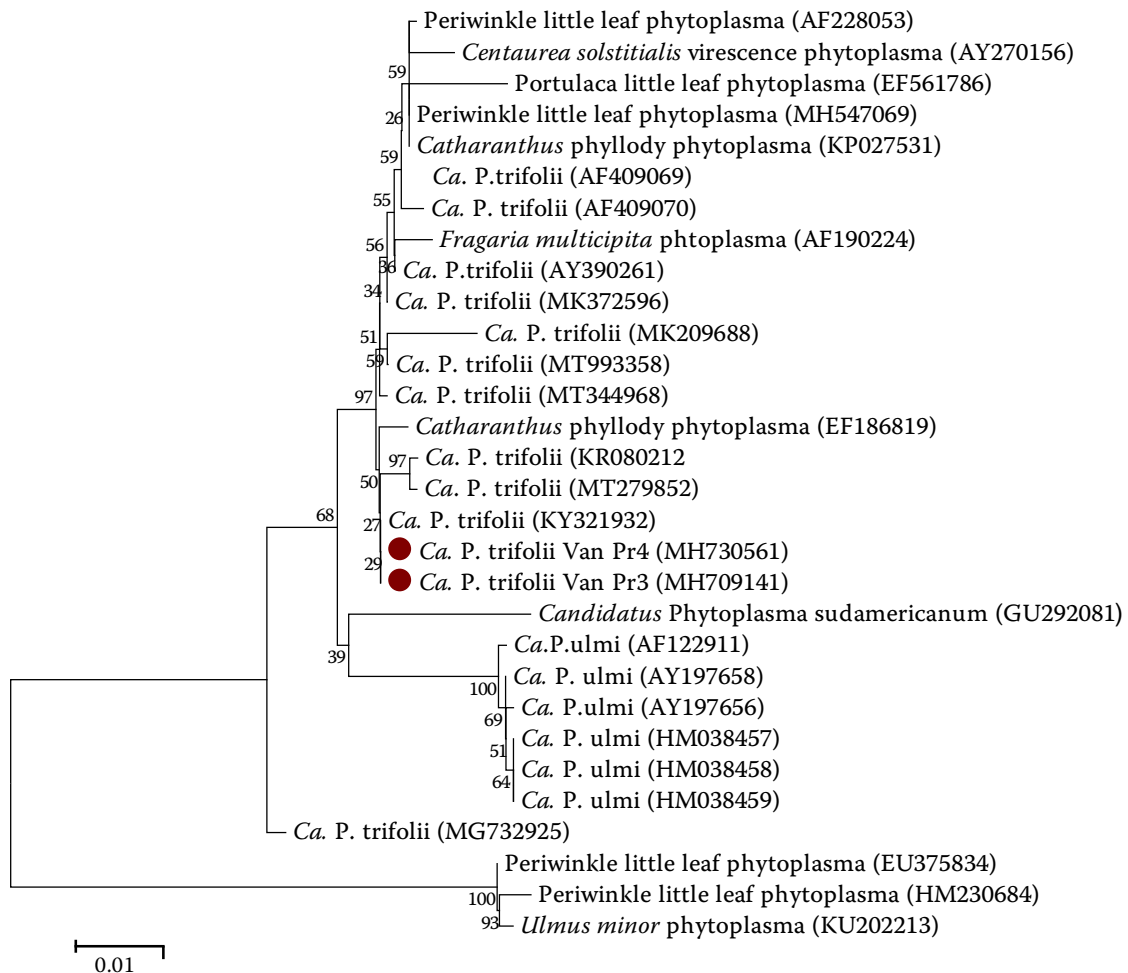 Periwinkle little leaf phytoplasma (AF228053)
Centaurea solstitialis virescence phytoplasma (AY270156)
59
Portulaca little leaf phytoplasma (EF561786)
26
Periwinkle little leaf phytoplasma (MH547069)
Catharanthus phyllody phytoplasma (KP027531)
59
Ca. P.trifolii (AF409069)
55
Ca. P. trifolii (AF409070)
56
Fragaria multicipita phtoplasma (AF190224)
36
Ca. P.trifolii (AY390261)
34
Ca. P. trifolii (MK372596)
51
Ca. P. trifolii (MK209688)
59
Ca. P. trifolii (MT993358)
97
Ca. P. trifolii (MT344968)
Catharanthus phyllody phytoplasma (EF186819)
97
Ca. P. trifolii (KR080212
50
Ca. P. trifolii (MT279852)
68
27
Ca. P. trifolii (KY321932)
Ca. P. trifolii Van Pr4 (MH730561)
29
Ca. P. trifolii Van Pr3 (MH709141)
Candidatus Phytoplasma sudamericanum (GU292081)
39
Ca.P.ulmi (AF122911)
100
Ca. P. ulmi (AY197658)
69
Ca. P.ulmi (AY197656)
51
Ca. P. ulmi (HM038457)
64
Ca. P. ulmi (HM038458)
Ca. P. ulmi (HM038459)
Ca. P. trifolii (MG732925)
Periwinkle little leaf phytoplasma (EU375834)
100
Periwinkle little leaf phytoplasma (HM230684)
93
Ulmus minor phytoplasma (KU202213)
0.01